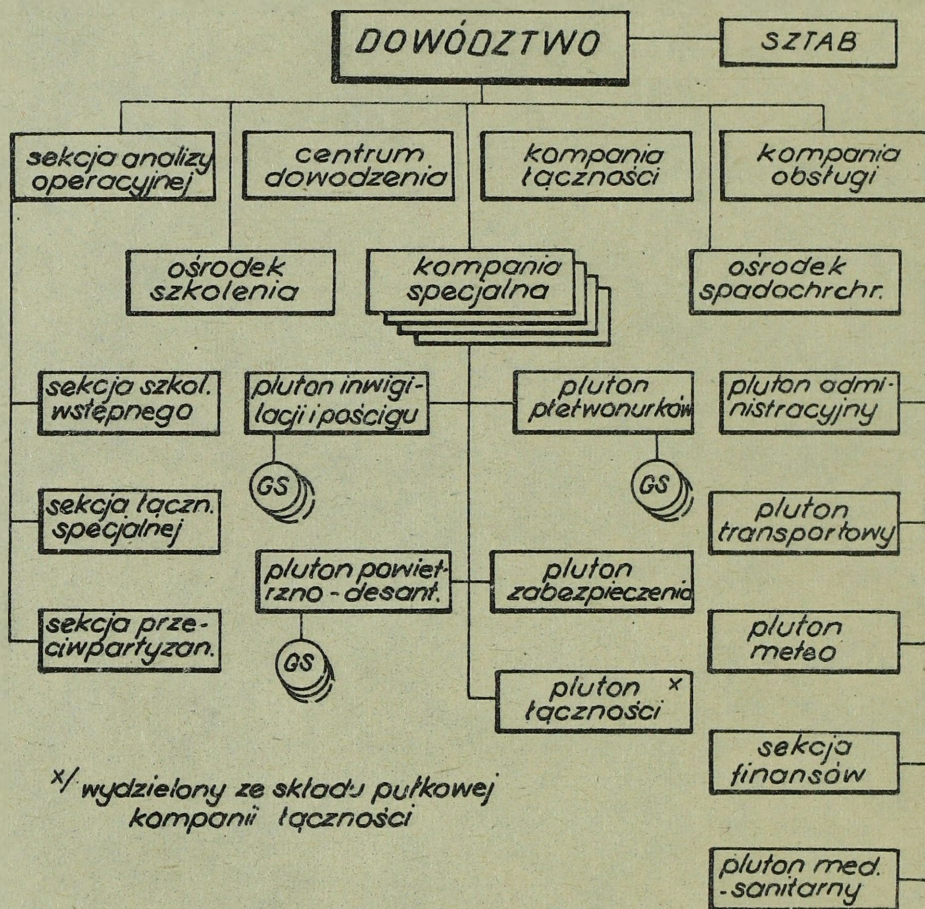 DOWÓDZTWO
SZTAB
sekcja analizy
operacyjnej
centrum
dowodzenia
kompania
łączności
kompania
obsługi
ośrodek
szkolenia
kompania
specjalna
ośrodek
spadochrchr.
sekcja szkol.
wstępnego
pluton inwigi-
lacji i pościgu
pluton
płetwonurków
pluton admi-
nistracyjny
GS
GS
sekcja łączn.
specjalnej
pluton
transportowy
pluton powiet-
rzno-desant.
pluton
zabezpieczenia
sekcja prze-
ciwpartyzan.
pluton
meteo
GS
pluton x
łączności
sekcja
finansów
x/ wydzielony ze składu pułkowej
kompanii łączności
pluton med.
-sanitarny